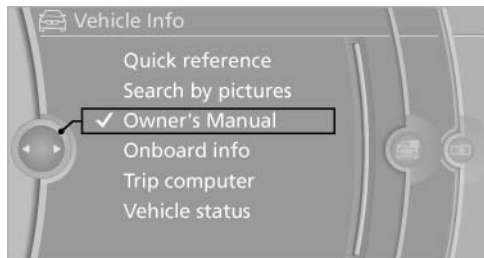 Vehicle Info
Quick reference
Search by pictures
Owner's Manual
Onboard info
Trip computer
Vehicle status